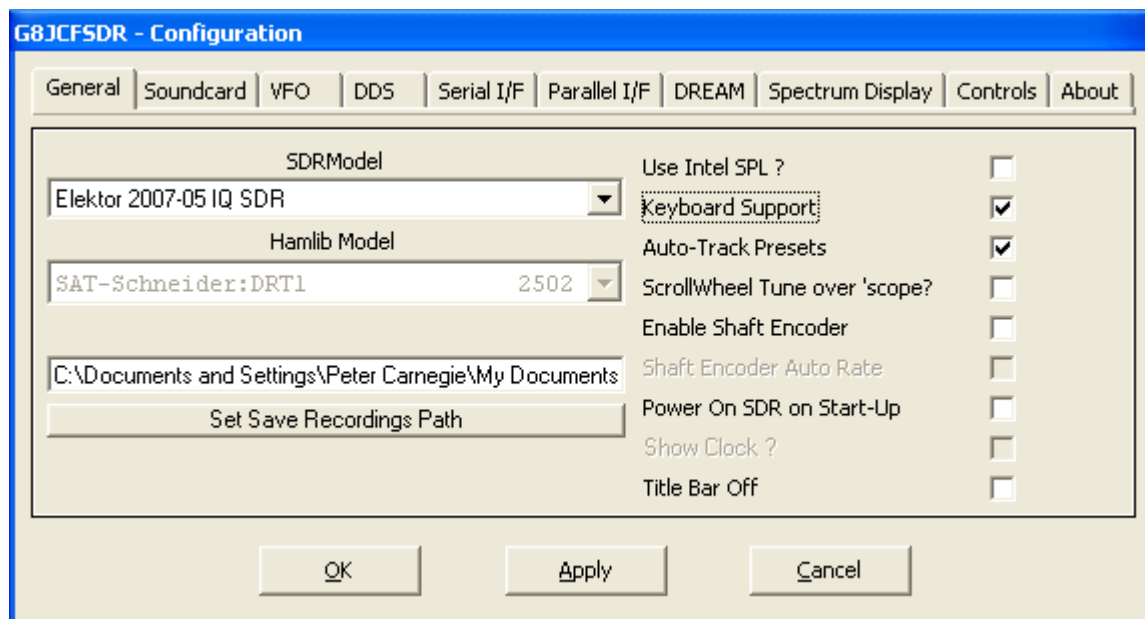 G8JCFSDR - Configuration
General Soundcard VFO DDS Serial I/F Parallel I/F DREAM Spectrum Display Controls About
SDRModel
Elektor 2007-05 IQ SDR
Hamlib Model
SAT-Schneider:DRT1 2502
C:\Documents and Settings\Peter Carnegie\My Documents
Set Save Recordings Path
Use Intel SPL ?
Keyboard Support
Auto-Track Presets
ScrollWheel Tune over 'scope?
Enable Shaft Encoder
Shaft Encoder Auto Rate
Power On SDR on Start-Up
Show Clock ?
Title Bar Off
OK Apply Cancel